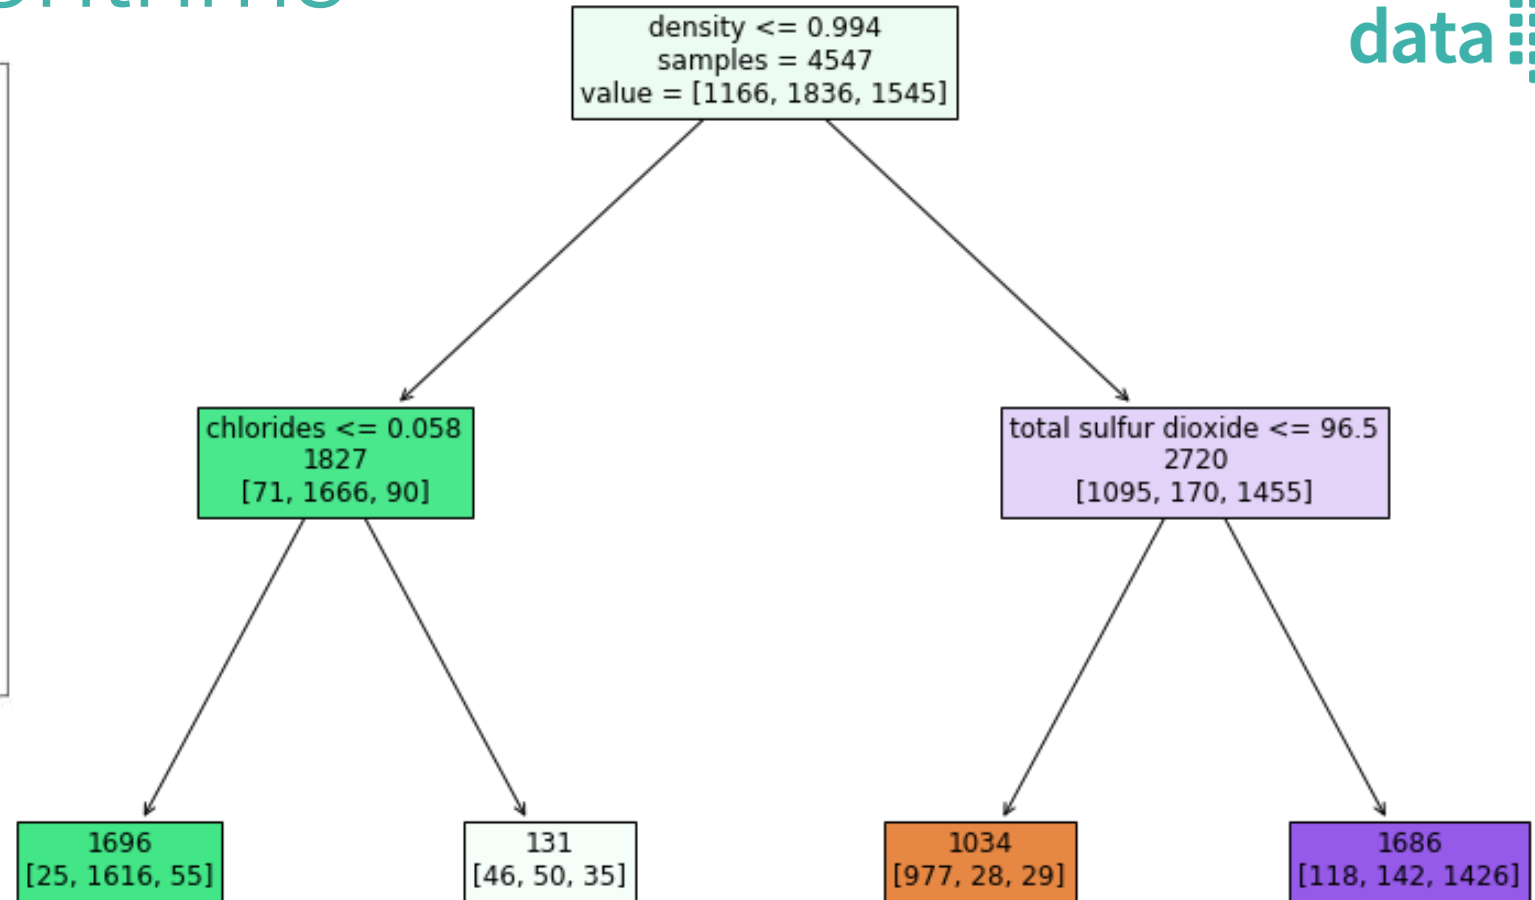 data
density <= 0.994
samples = 4547
value = [1166, 1836, 1545]
chlorides <= 0.058
1827
[71, 1666, 90]
total sulfur dioxide <= 96.5
2720
[1095, 170, 1455]
1696
[25, 1616, 55]
131
[46, 50, 35]
1034
[977, 28, 29]
1686
[118, 142, 1426]